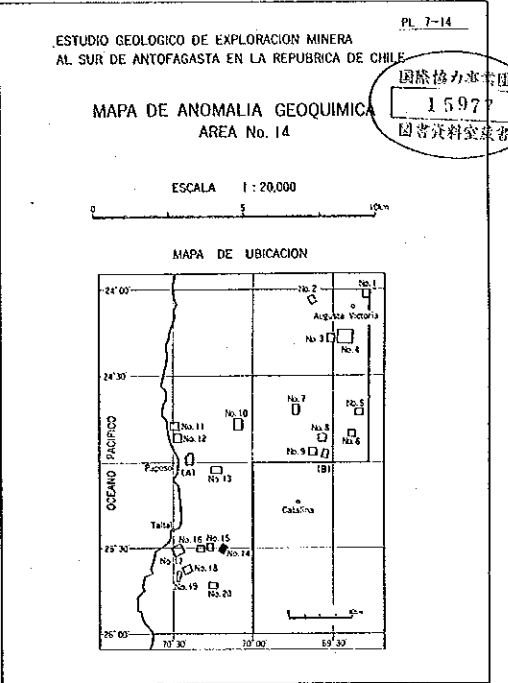 PL 7-14
ESTUDIO GEOLOGICO DE EXPLORACION MINERA
AL SUR DE ANTOFAGASTA EN LA REPUBRICA DE CHILE
国際協力事業団
15977
図書資料室蔵書
MAPA DE ANOMALIA GEOQUIMICA
AREA No. 14
ESCALA 1 : 20,000
0 5 10Km
MAPA DE UBICACION
24°00'
No.2
No.1
Augusta Victoria
No.3
No.4
24°30'
No.7
No.5
No.10
No.11
No.8
No.6
No.12
No.9
OCEANO PACIFICO
Paposo
(A)
No.13
(B)
Catalina
Taltal
No.16
No.15
25°30'
No.14
No.17
No.18
No.19
No.20
26°00'
70°30'
70°00'
69°30'